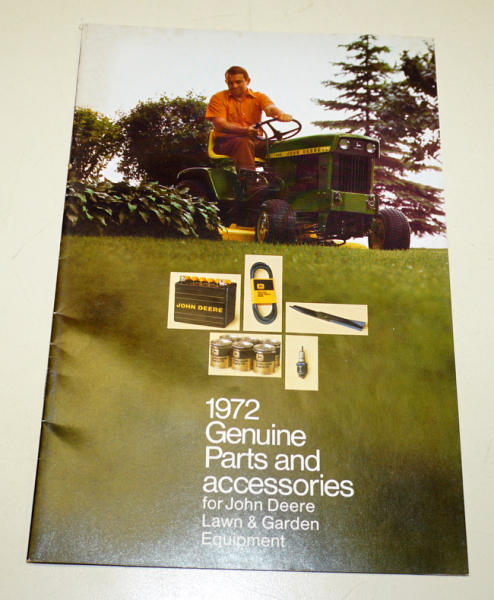 JOHN DEERE
JOHN DEERE
1972
Genuine
Parts and
accessories
for John Deere
Lawn & Garden
Equipment